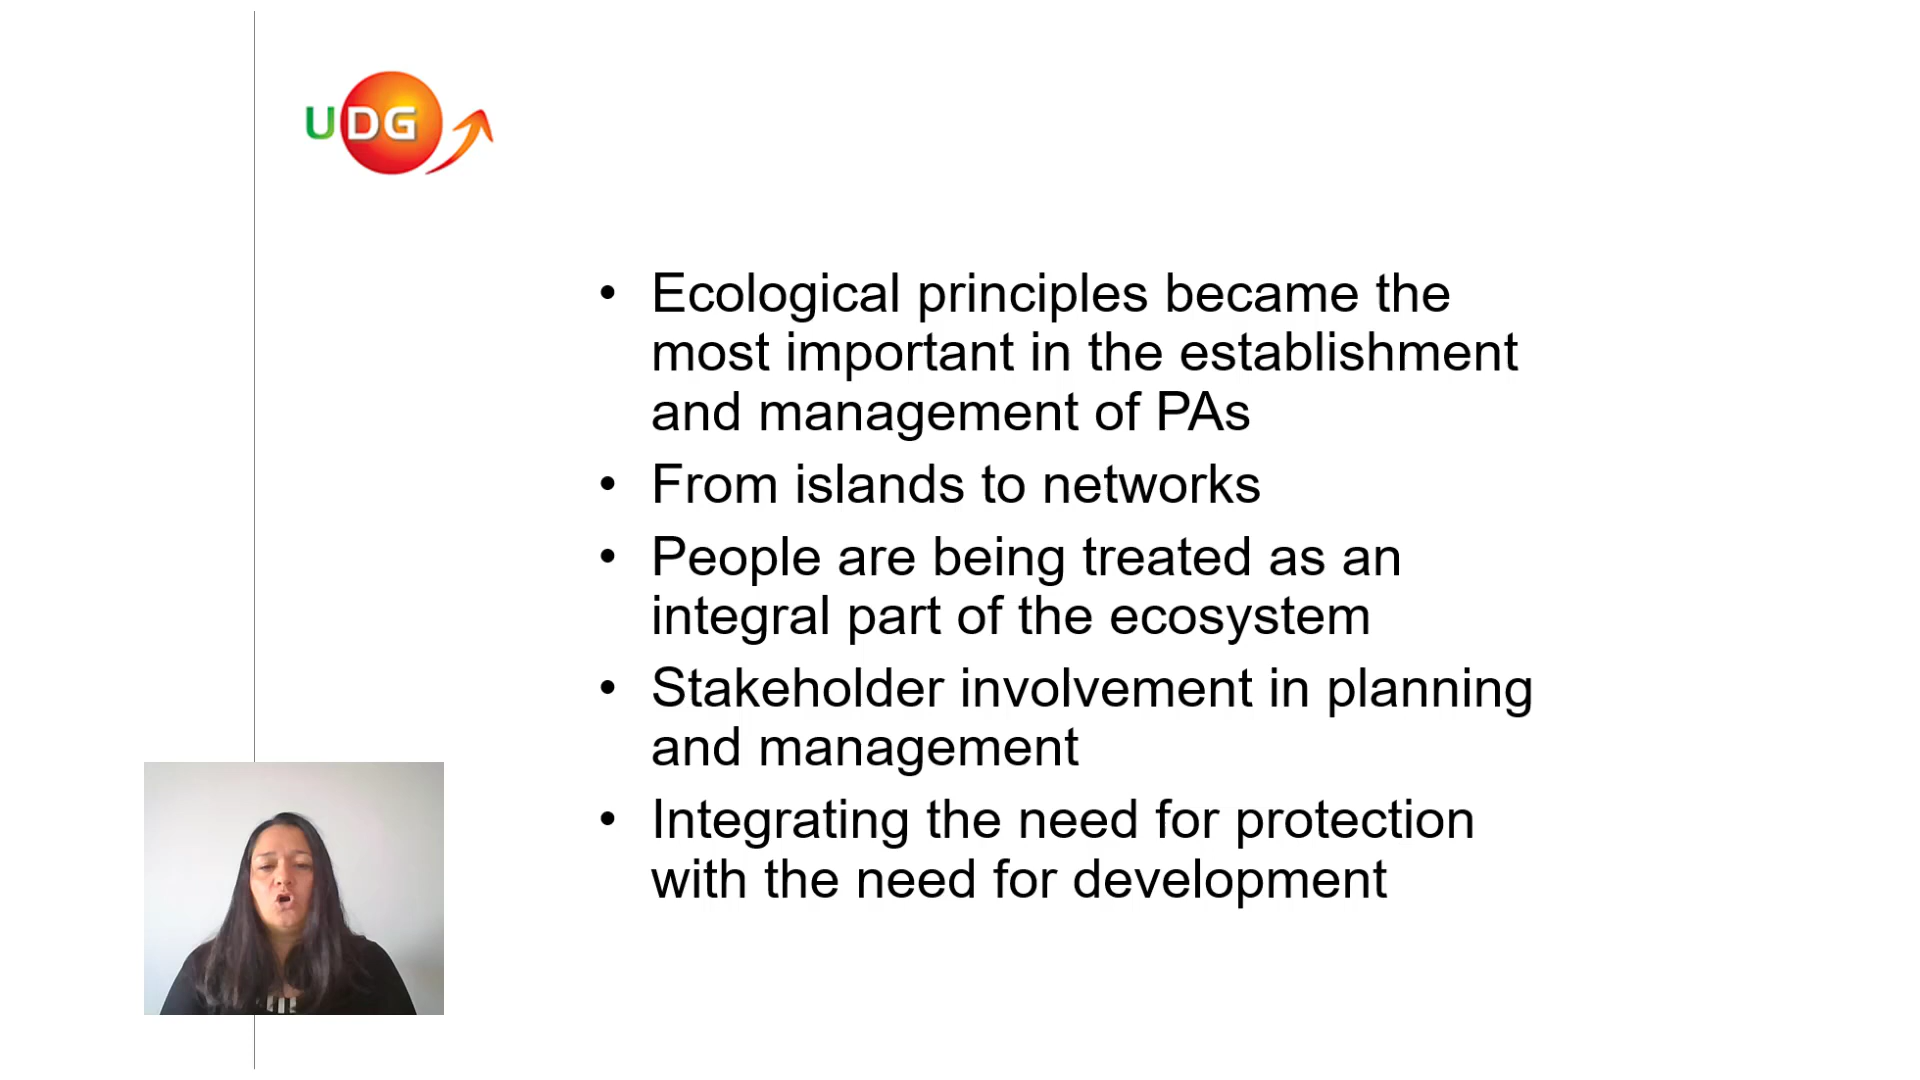 UDG
• Ecological principles became the
most important in the establishment
and management of PAs
• From islands to networks
• People are being treated as an
integral part of the ecosystem
• Stakeholder involvement in planning
and management
• Integrating the need for protection
with the need for development